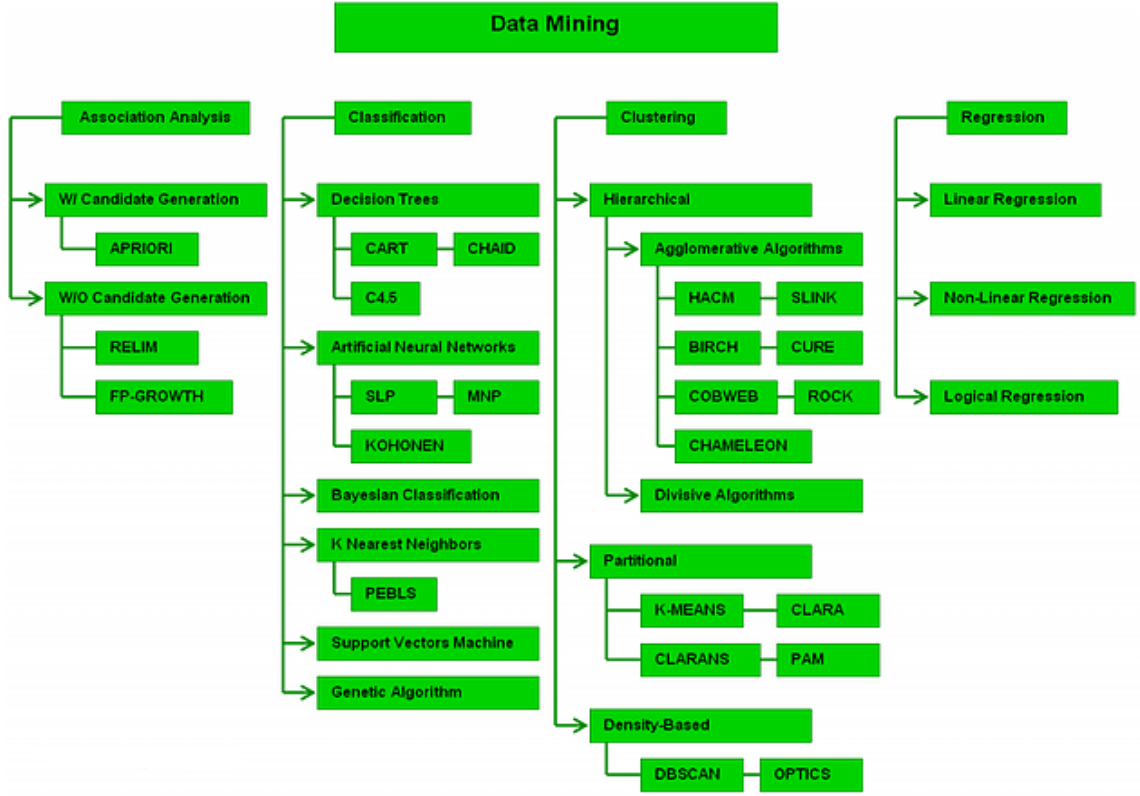 Data Mining
Association Analysis
W/ Candidate Generation
APRIORI
W/O Candidate Generation
RELIM
FP-GROWTH
Classification
Decision Trees
CART
CHAID
C4.5
Artificial Neural Networks
SLP
MNP
KOHONEN
Bayesian Classification
K Nearest Neighbors
PEBLS
Support Vectors Machine
Genetic Algorithm
Clustering
Hierarchical
Agglomerative Algorithms
HACM
SLINK
BIRCH
CURE
COBWEB
ROCK
CHAMELEON
Divisive Algorithms
Partitional
K-MEANS
CLARA
CLARANS
PAM
Density-Based
DBSCAN
OPTICS
Regression
Linear Regression
Non-Linear Regression
Logical Regression